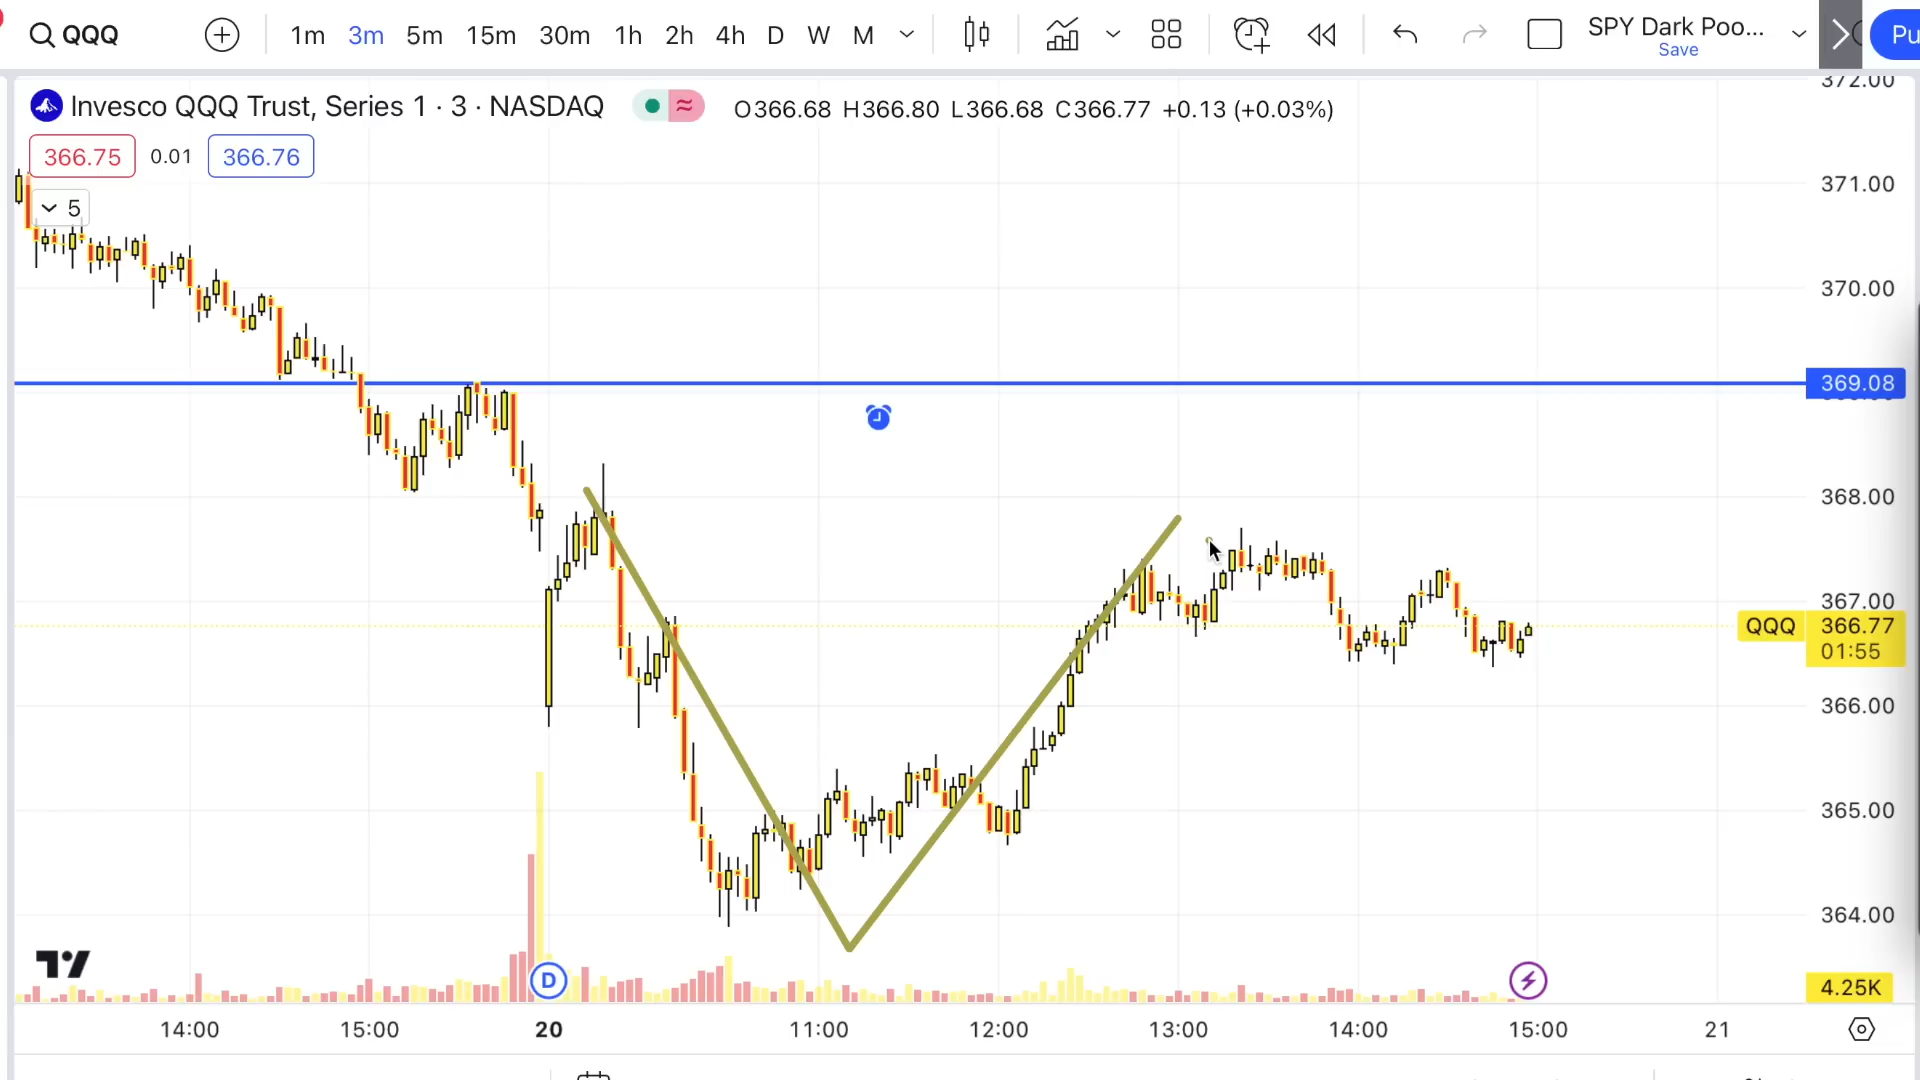 QQQ 1m 3m 5m 15m 30m 1h 2h 4h D W M SPY Dark Poo... Pu
Save
Invesco QQQ Trust, Series 1 · 3 · NASDAQ O366.68 H366.80 L366.68 C366.77 +0.13 (+0.03%)
366.75 0.01 366.76
5
372.00
371.00
370.00
369.08
368.00
367.00
QQQ 366.77
01:55
366.00
365.00
364.00
D
4.25K
14:00 15:00 20 11:00 12:00 13:00 14:00 15:00 21